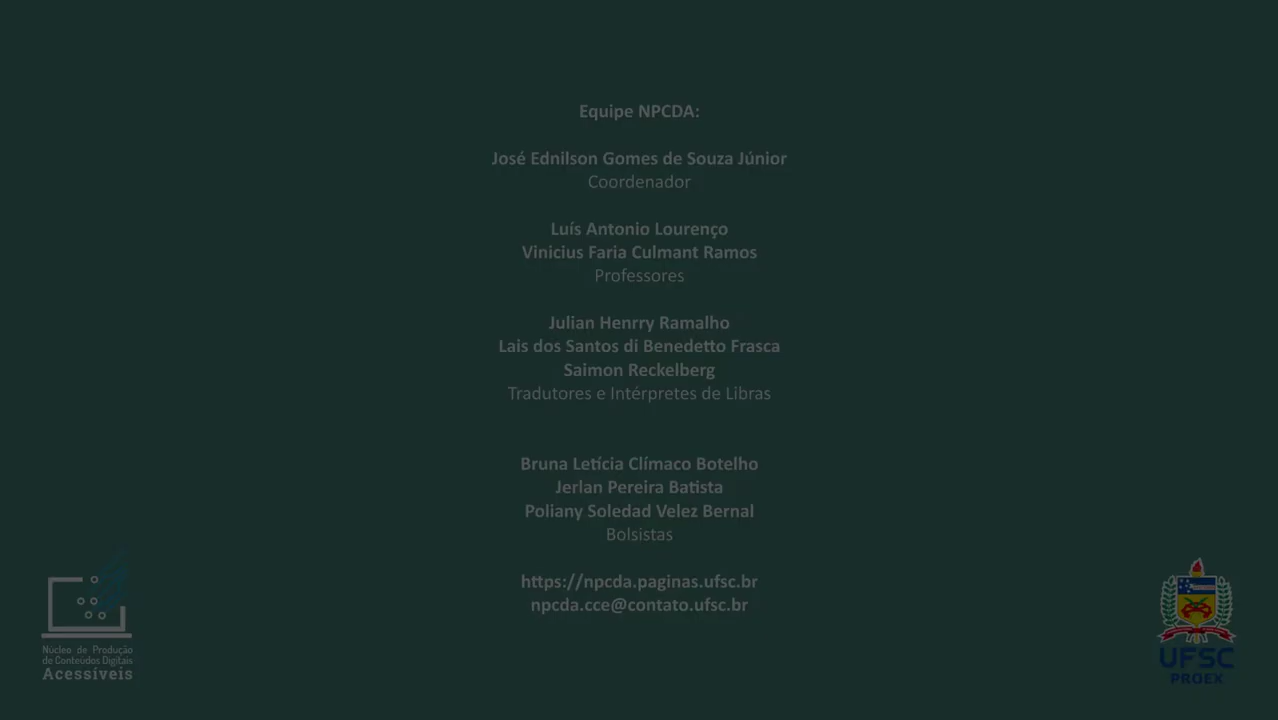 Equipe NPCDA:
José Ednilson Gomes de Souza Júnior
Coordenador
Luís Antonio Lourenço
Vinicius Faria Culmant Ramos
Professores
Julian Henrry Ramalho
Lais dos Santos di Benedetto Frasca
Saimon Reckelberg
Tradutores e Intérpretes de Libras
Bruna Letícia Clímaco Botelho
Jerlan Pereira Batista
Poliany Soledad Velez Bernal
Bolsistas
https://npcda.paginas.ufsc.br
npcda.cce@contato.ufsc.br
Núcleo de Produção
de Conteúdos Digitais
Acessíveis
UFSC
PROEX